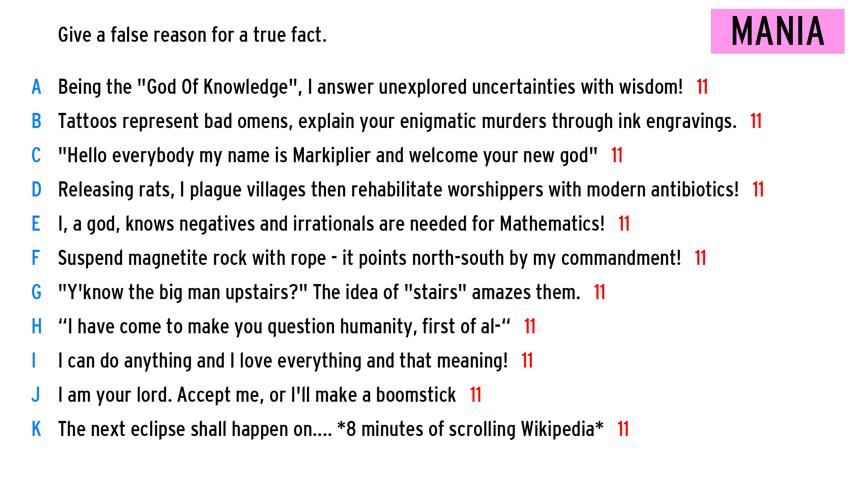 Give a false reason for a true fact.
MANIA
A Being the "God Of Knowledge", I answer unexplored uncertainties with wisdom! 11
B Tattoos represent bad omens, explain your enigmatic murders through ink engravings. 11
C "Hello everybody my name is Markiplier and welcome your new god" 11
D Releasing rats, I plague villages then rehabilitate worshippers with modern antibiotics! 11
E I, a god, knows negatives and irrationals are needed for Mathematics! 11
F Suspend magnetite rock with rope - it points north-south by my commandment! 11
G "Y'know the big man upstairs?" The idea of "stairs" amazes them. 11
H “I have come to make you question humanity, first of al-“ 11
I I can do anything and I love everything and that meaning! 11
J I am your lord. Accept me, or I'll make a boomstick 11
K The next eclipse shall happen on.... *8 minutes of scrolling Wikipedia* 11